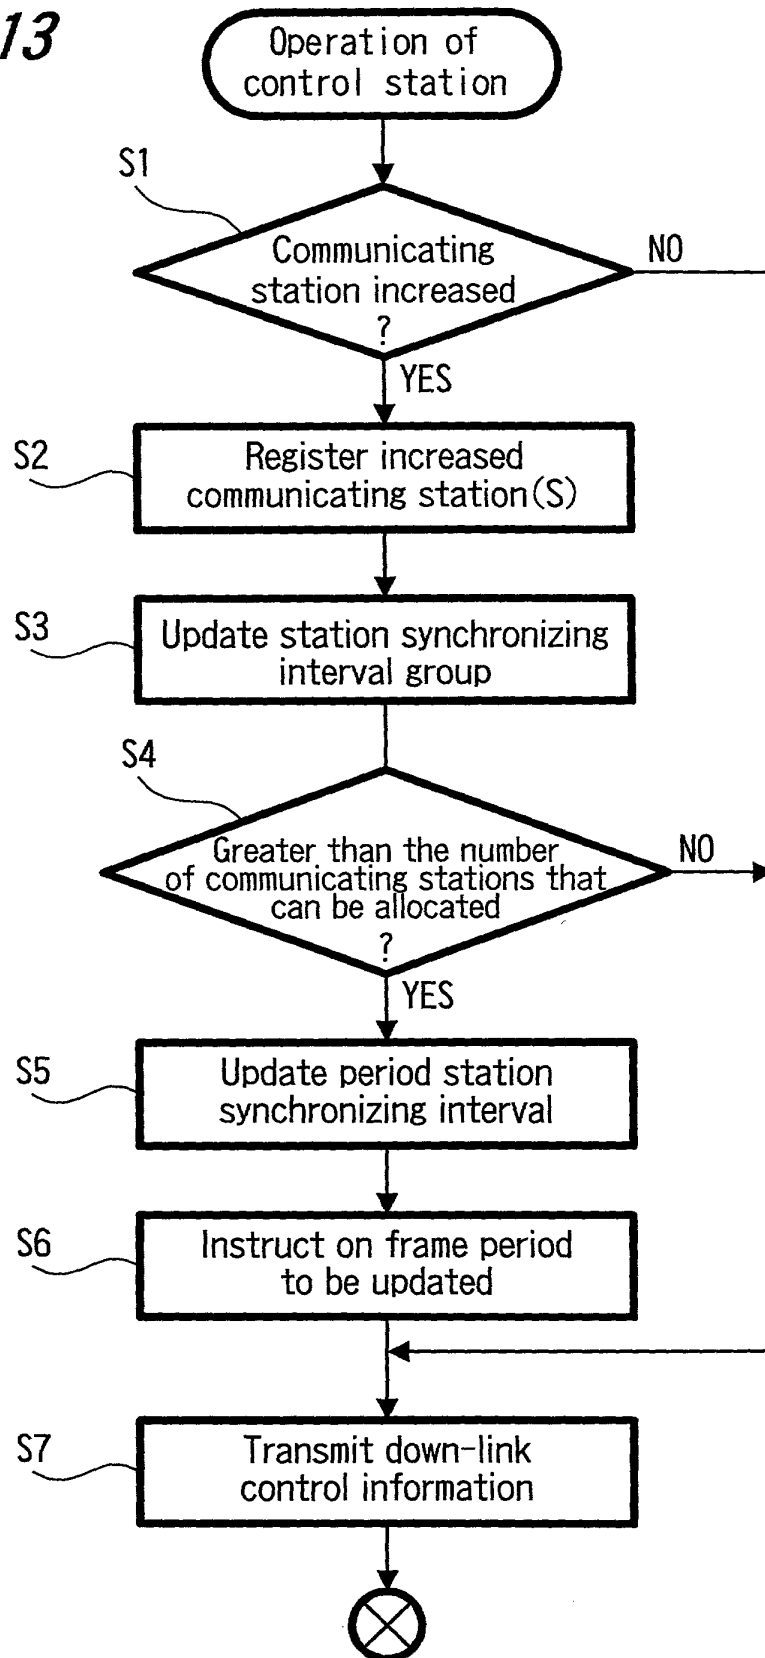 13
Operation of
control station
S1
Communicating
station increased
?
NO
YES
S2
Register increased
communicating station(S)
S3
Update station synchronizing
interval group
S4
Greater than the number
of communicating stations that
can be allocated
?
NO
YES
S5
Update period station
synchronizing interval
S6
Instruct on frame period
to be updated
S7
Transmit down-link
control information